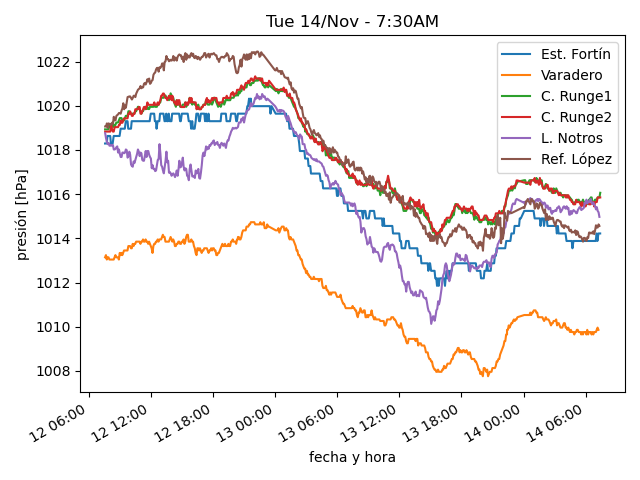 Tue 14/Nov - 7:30AM
presión [hPa]
1022
1020
1018
1016
1014
1012
1010
1008
Est. Fortín
Varadero
C. Runge1
C. Runge2
L. Notros
Ref. López
12 06:00
12 12:00
12 18:00
13 00:00
13 06:00
13 12:00
13 18:00
14 00:00
14 06:00
fecha y hora